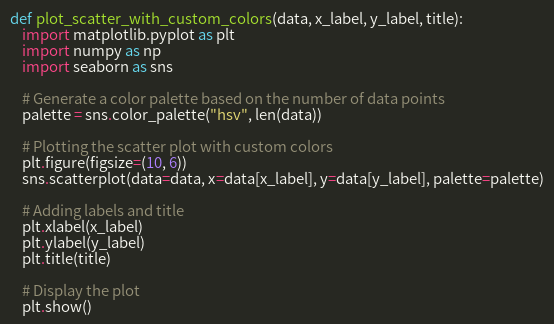 def plot_scatter_with_custom_colors(data, x_label, y_label, title):
    import matplotlib.pyplot as plt
    import numpy as np
    import seaborn as sns

    # Generate a color palette based on the number of data points
    palette = sns.color_palette("hsv", len(data))

    # Plotting the scatter plot with custom colors
    plt.figure(figsize=(10, 6))
    sns.scatterplot(data=data, x=data[x_label], y=data[y_label], palette=palette)

    # Adding labels and title
    plt.xlabel(x_label)
    plt.ylabel(y_label)
    plt.title(title)

    # Display the plot
    plt.show()